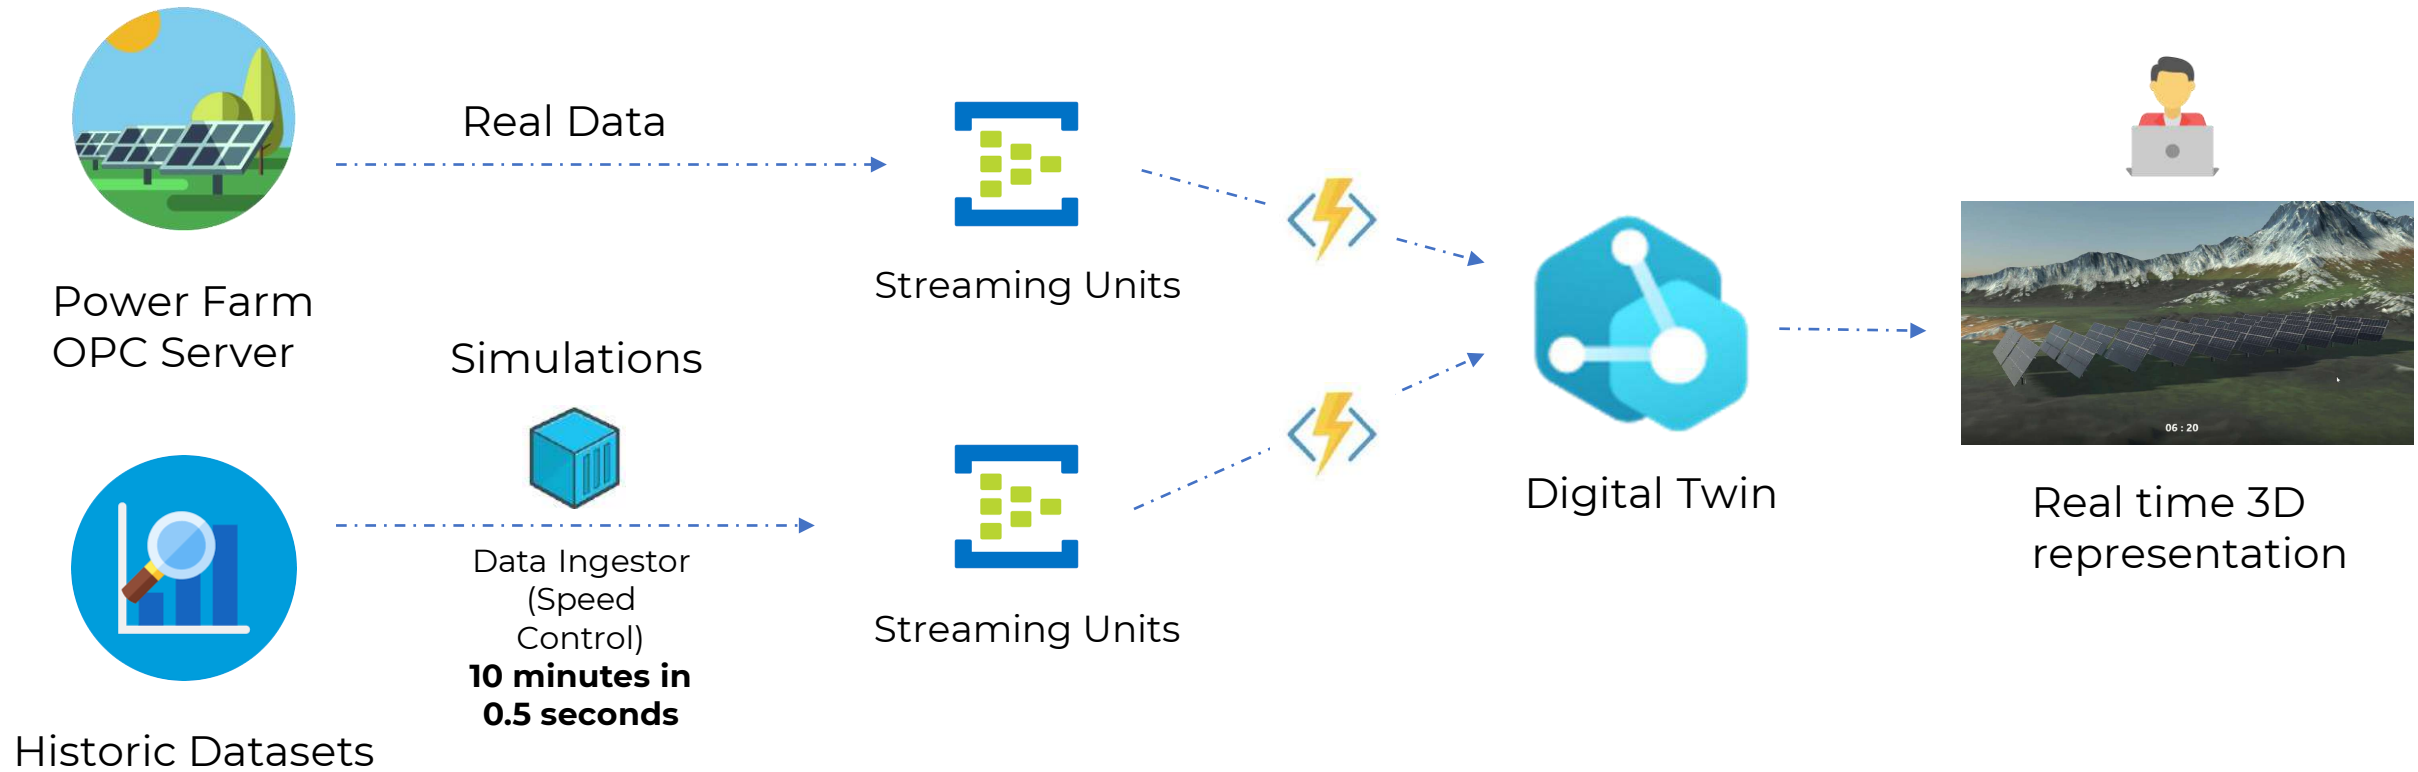 Real Data
Power Farm
OPC Server
Streaming Units
Simulations
Data Ingestor
(Speed
Control)
10 minutes in
0.5 seconds
Historic Datasets
Streaming Units
Digital Twin
06 : 20
Real time 3D
representation